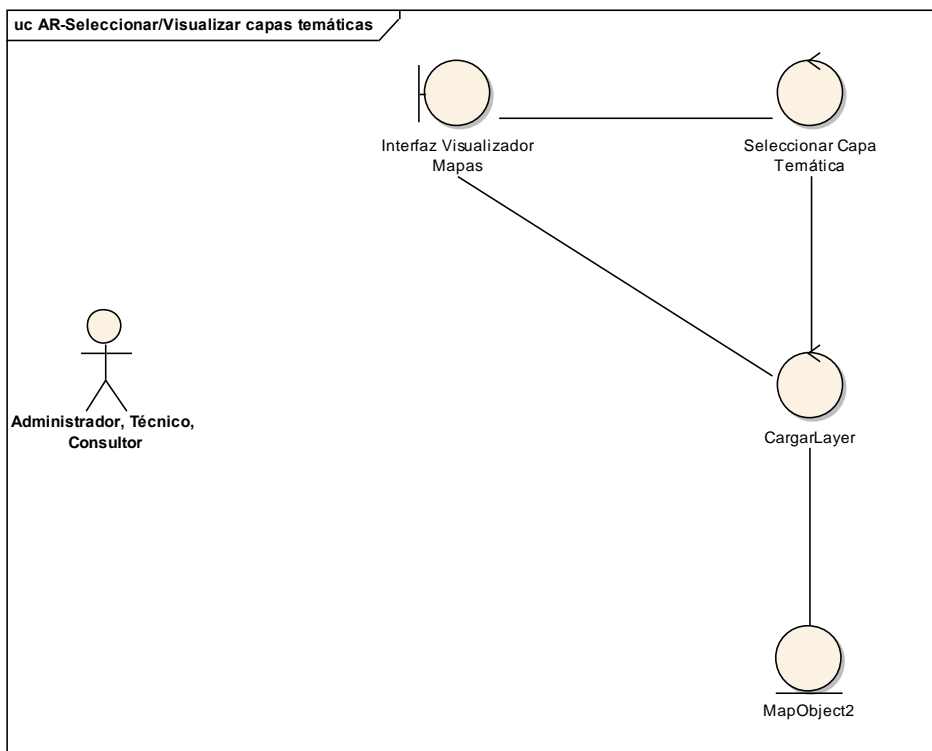 uc AR-Seleccionar/Visualizar capas temáticas
Interfaz Visualizador
Mapas
Seleccionar Capa
Temática
Administrador, Técnico,
Consultor
CargarLayer
MapObject2